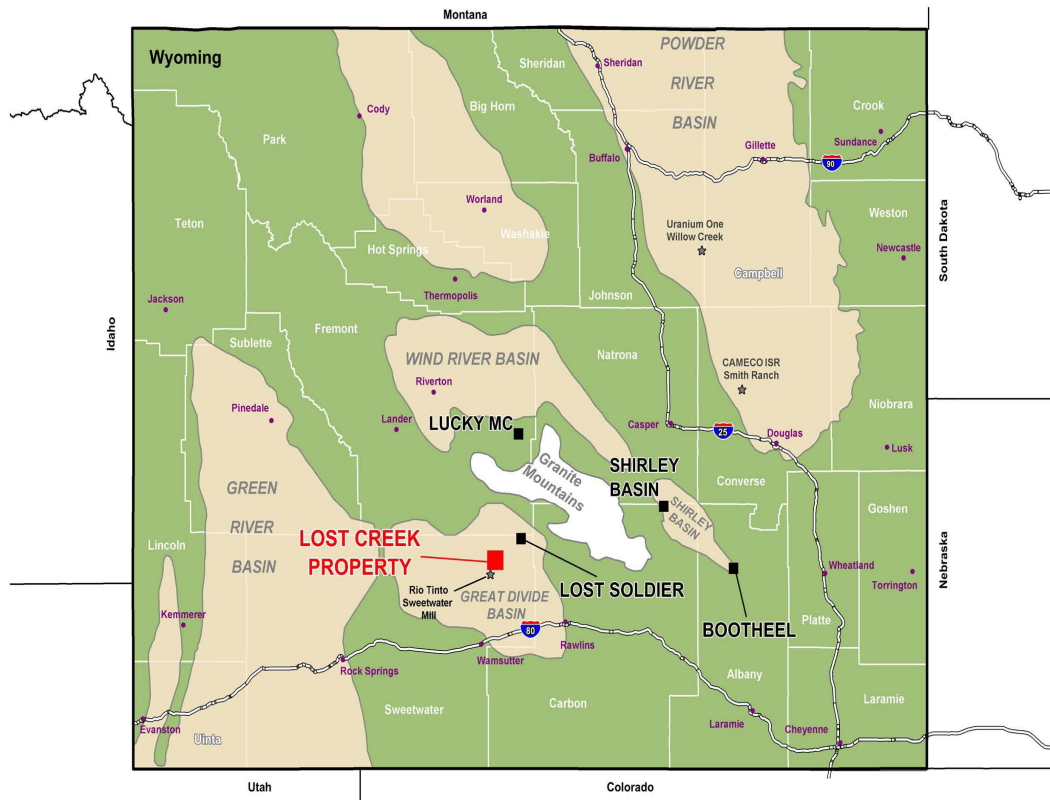 Montana
Wyoming
POWDER
RIVER
BASIN
Sheridan
Sheridan
Big Horn
Cody
Park
Crook
Sundance
Gillette
90
Buffalo
Teton
Worland
Washakie
Hot Springs
Thermopolis
Uranium One
Willow Creek
Campbell
Weston
Newcastle
South Dakota
Johnson
Jackson
Idaho
Sublette
Fremont
WIND RIVER BASIN
Natrona
Riverton
CAMECO ISR
Smith Ranch
Niobrara
Pinedale
Lander
LUCKY MC
Casper
25
Douglas
Lusk
Granite
Mountains
SHIRLEY
BASIN
Converse
GREEN
RIVER
BASIN
SHIRLEY
BASIN
Goshen
Lincoln
LOST CREEK
PROPERTY
Rio Tinto
Sweetwater
Mill
GREAT DIVIDE
BASIN
LOST SOLDIER
BOOTHEEL
Wheatland
Torrington
Nebraska
Kemmerer
80
Platte
Rawlins
Wamsutter
Rock Springs
Albany
Sweetwater
Carbon
Laramie
Laramie
Cheyenne
Evanston
Uinta
Utah
Colorado